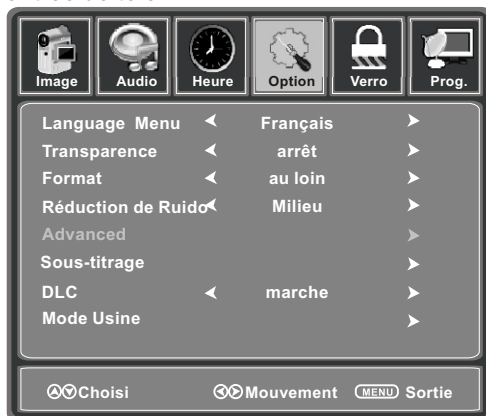 Image Audio Heure Option Verro Prog.
Language Menu Français
Transparence arrêt
Format au loin
Réduction de Ruido Milieu
Advanced
Sous-titrage
DLC marche
Mode Usine
Choisi Mouvement MENU Sortie